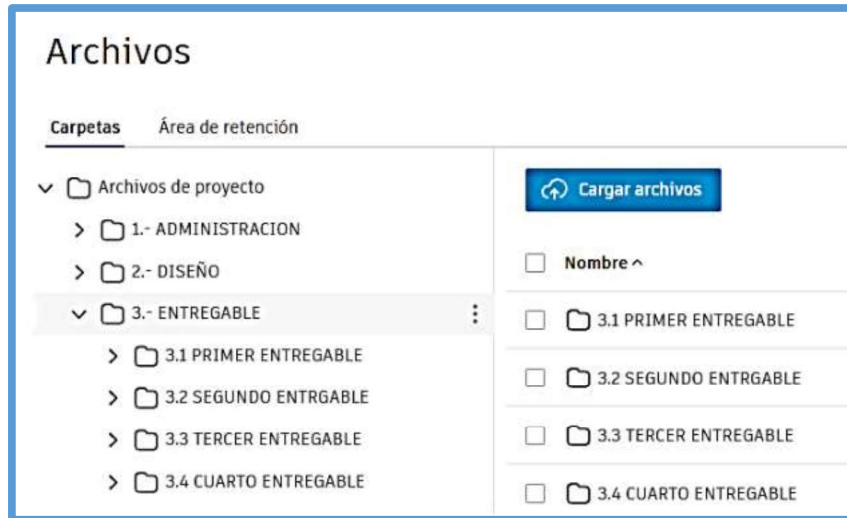 Archivos
Carpetas Área de retención
Archivos de proyecto
1.- ADMINISTRACION
2.- DISEÑO
3.- ENTREGABLE
3.1 PRIMER ENTREGABLE
3.2 SEGUNDO ENTRGABLE
3.3 TERCER ENTREGABLE
3.4 CUARTO ENTREGABLE
Cargar archivos
Nombre
3.1 PRIMER ENTREGABLE
3.2 SEGUNDO ENTRGABLE
3.3 TERCER ENTREGABLE
3.4 CUARTO ENTREGABLE